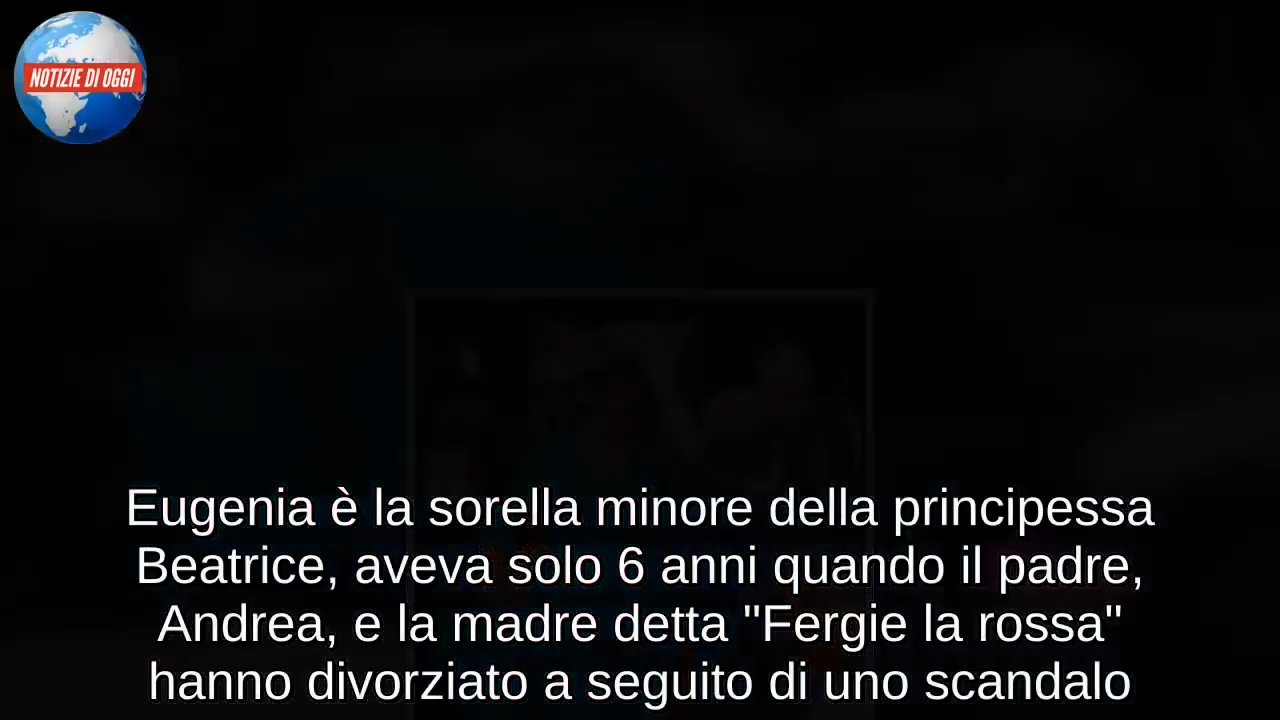 NOTIZIE DI OGGI
Eugenia è la sorella minore della principessa
Beatrice, aveva solo 6 anni quando il padre,
Andrea, e la madre detta "Fergie la rossa"
hanno divorziato a seguito di uno scandalo